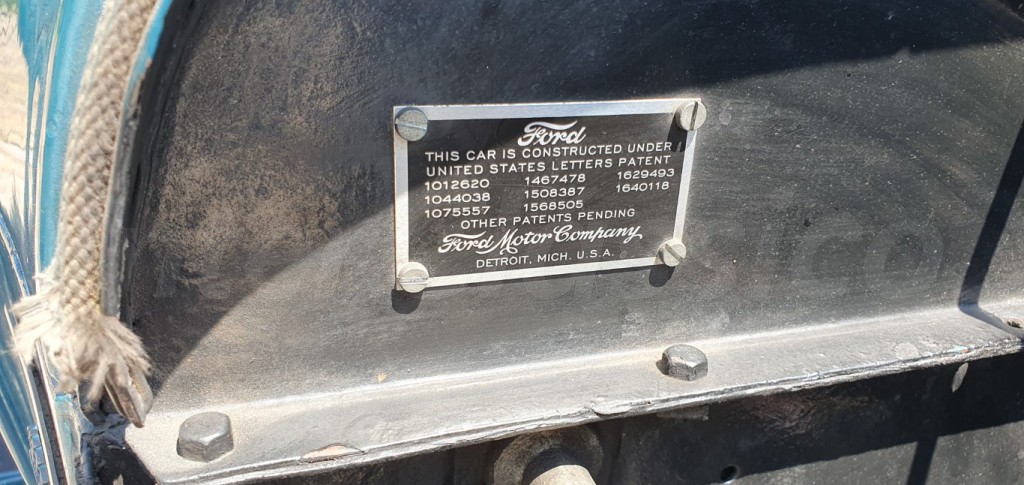 Ford
THIS CAR IS CONSTRUCTED UNDER
UNITED STATES LETTERS PATENT
1012620 1467478 1629493
1044038 1508387 1640118
1075557 1568505
OTHER PATENTS PENDING
Ford Motor Company
DETROIT, MICH. U.S.A.